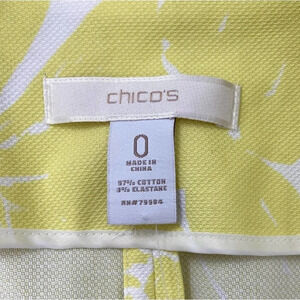 chico's
0
MADE IN
CHINA
97% COTTON
3% ELASTANE
RN#79984